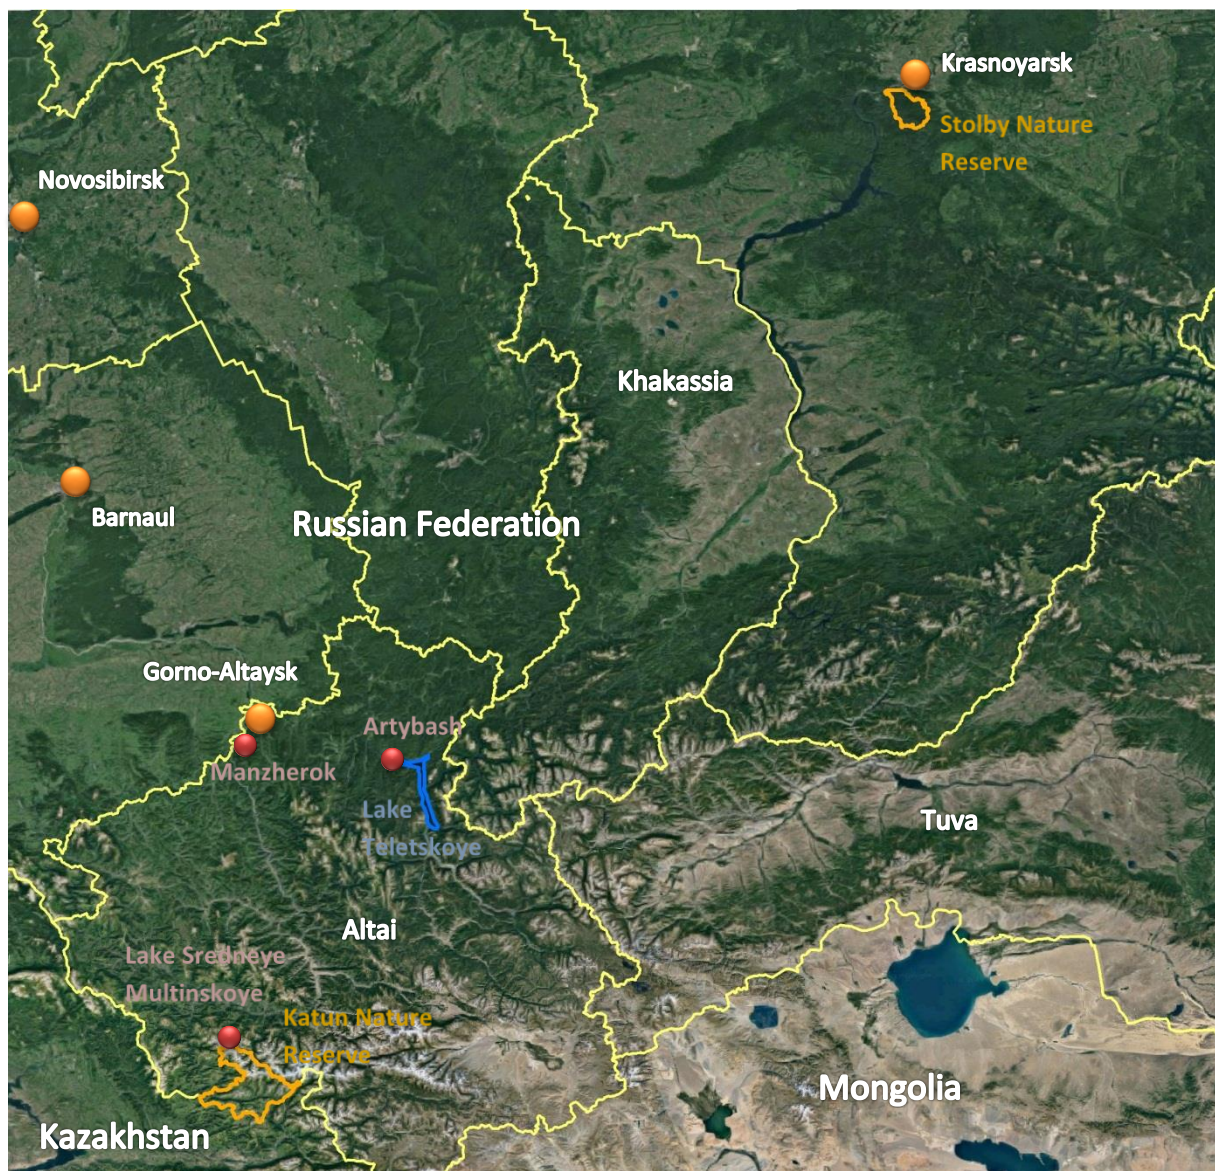 Krasnoyarsk
Stolby Nature
Reserve
Novosibirsk
Khakassia
Barnaul
Russian Federation
Gorno-Altaysk
Artybash
Manzherok
Lake
Teletskoye
Tuva
Altai
Lake Sredneye
Multinskoye
Katun Nature
Reserve
Mongolia
Kazakhstan